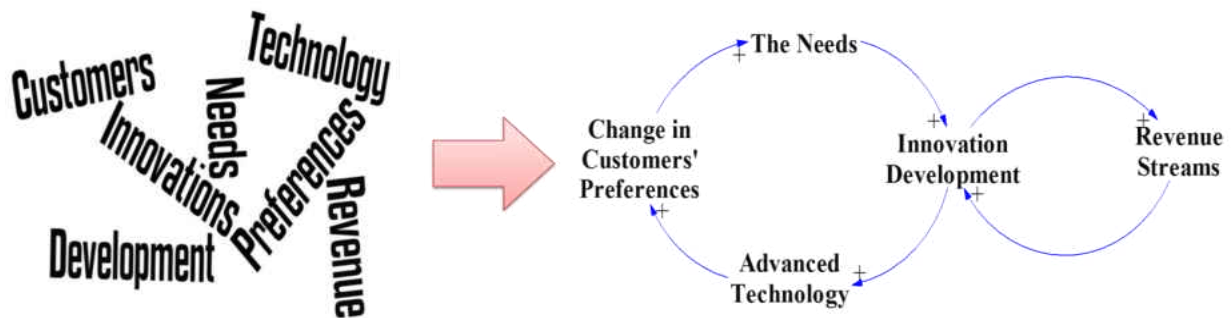 Customers
Technology
Needs
Innovations
Preferences
Revenue
Development
+ The Needs
Change in
Customers'
Preferences
+
+
Innovation
Development
+
+
Revenue
Streams
Advanced +
Technology